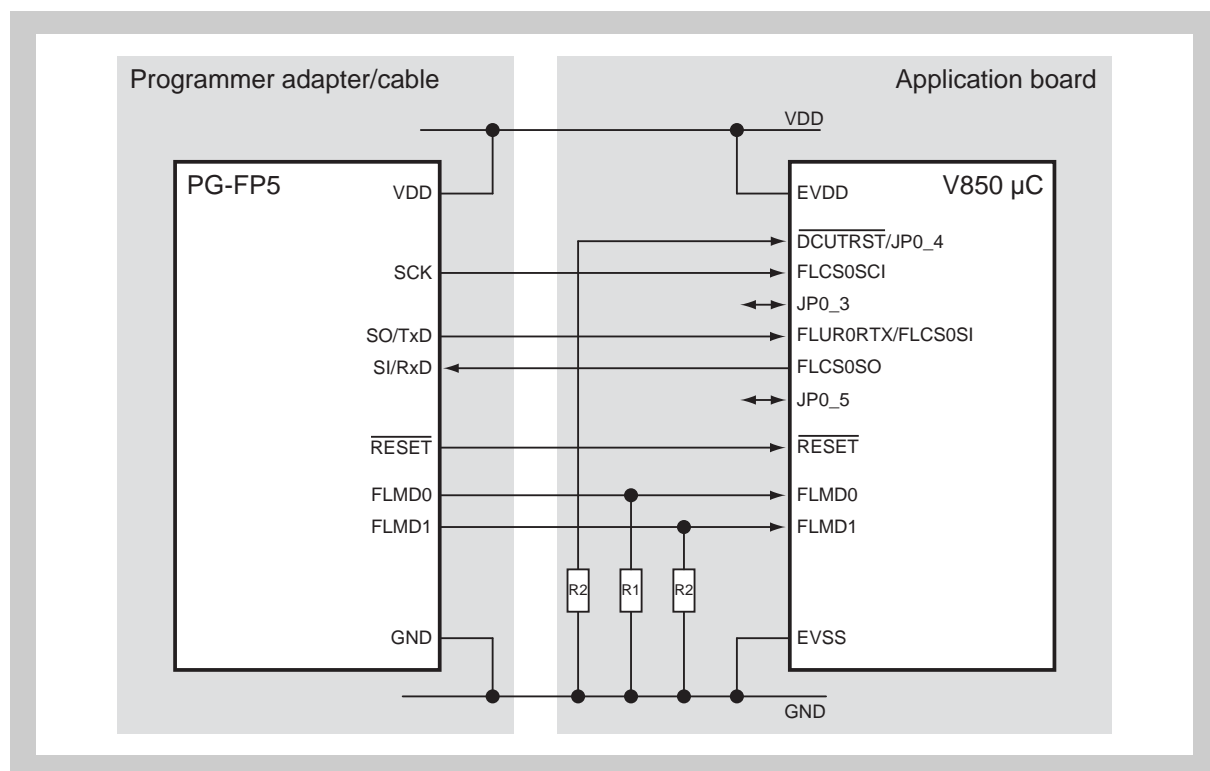 Programmer adapter/cable
Application board
VDD
PG-FP5
V850 µC
VDD
EVDD
DCUTRST/JP0_4
SCK
FLCS0SCI
JP0_3
SO/TxD
FLUR0RTX/FLCS0SI
SI/RxD
FLCS0SO
JP0_5
RESET
RESET
FLMD0
FLMD0
FLMD1
FLMD1
R2
R1
R2
GND
EVSS
GND